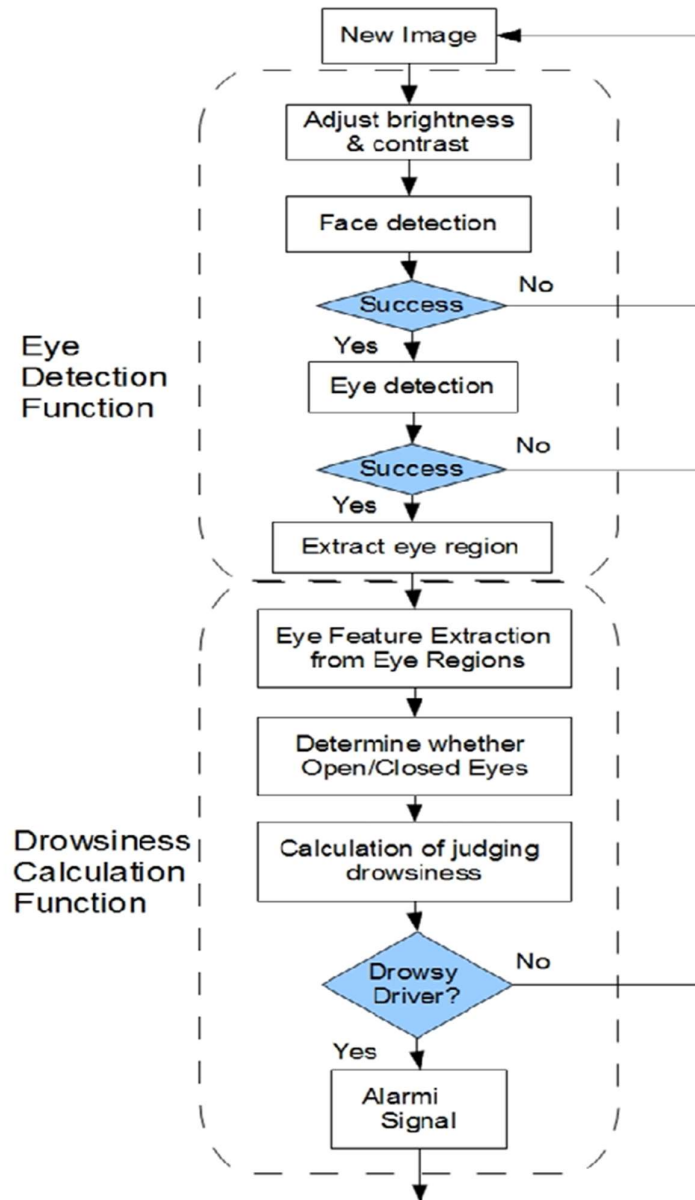 New Image
Adjust brightness
& contrast
Face detection
Success
No
Yes
Eye
Detection
Function
Eye detection
Success
No
Yes
Extract eye region
Eye Feature Extraction
from Eye Regions
Determine whether
Open/Closed Eyes
Drowsiness
Calculation
Function
Calculation of judging
drowsiness
Drowsy
Driver?
No
Yes
Alarmi
Signal